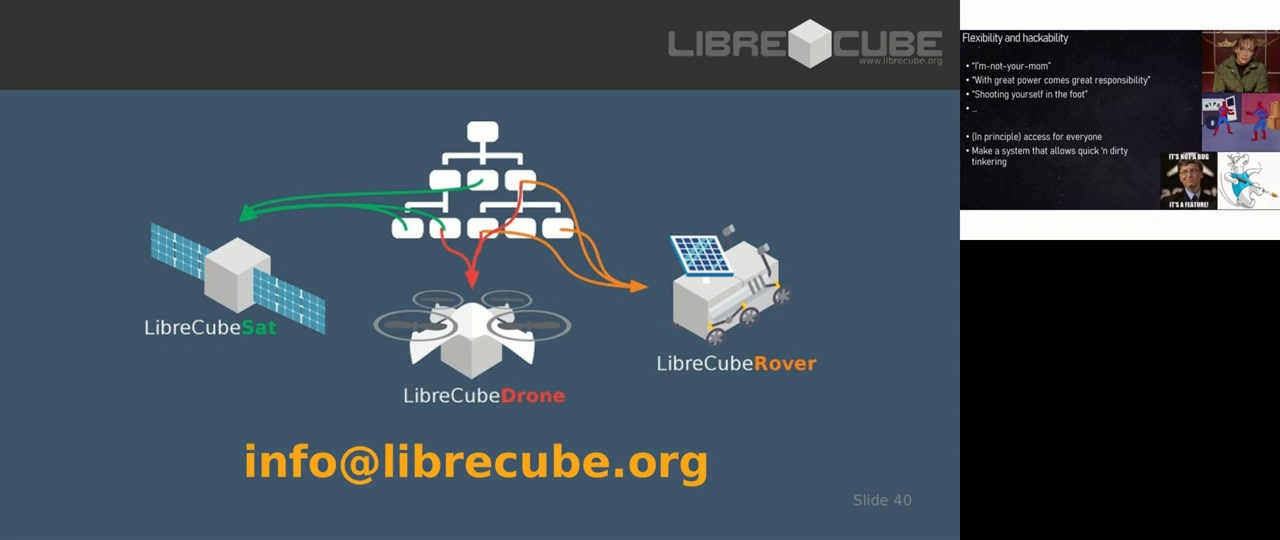 LIBRE CUBE
www.librecube.org
LibreCubeSat
LibreCubeDrone
LibreCubeRover
info@librecube.org
Slide 40
Flexibility and hackability
• "I'm-not-your-mom"
• "With great power comes great responsibility"
• "Shooting yourself in the foot"
• ...
• (In principle) access for everyone
• Make a system that allows quick 'n dirty
tinkering
IT'S NOT A BUG
IT'S A FEATURE!